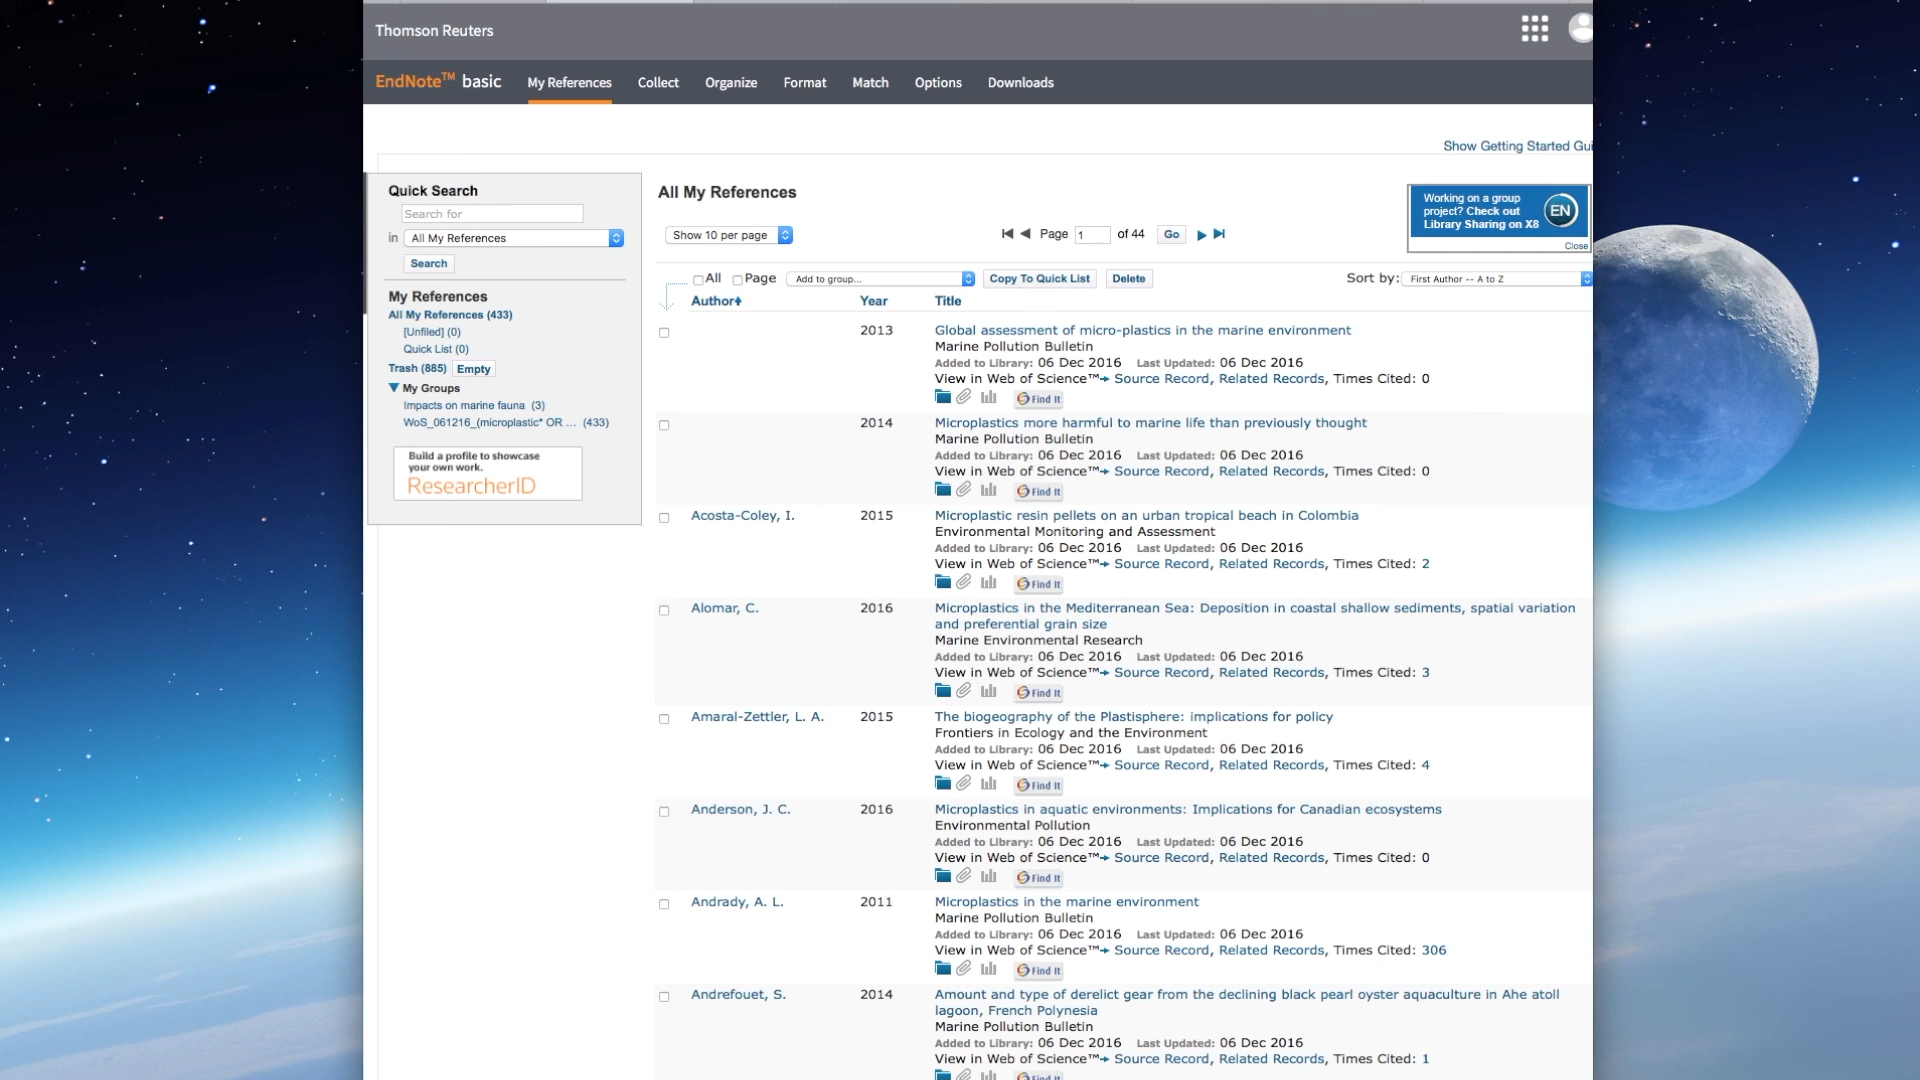 Thomson Reuters
EndNote™ basic My References Collect Organize Format Match Options Downloads
Show Getting Started Gui
Quick Search
Search for
in All My References
Search
My References
All My References (433)
[Unfiled] (0)
Quick List (0)
Trash (885) Empty
My Groups
Impacts on marine fauna (3)
WoS_061216_(microplastic* OR ... (433)
Build a profile to showcase
your own work.
ResearcherID
All My References
Show 10 per page
Page 1 of 44 Go
Working on a group
project? Check out
Library Sharing on X8
EN
Close
All Page Add to group... Copy To Quick List Delete Sort by: First Author -- A to Z
Author Year Title
2013 Global assessment of micro-plastics in the marine environment
Marine Pollution Bulletin
Added to Library: 06 Dec 2016 Last Updated: 06 Dec 2016
View in Web of Science™ Source Record, Related Records, Times Cited: 0
Find It
2014 Microplastics more harmful to marine life than previously thought
Marine Pollution Bulletin
Added to Library: 06 Dec 2016 Last Updated: 06 Dec 2016
View in Web of Science™ Source Record, Related Records, Times Cited: 0
Find It
Acosta-Coley, I. 2015 Microplastic resin pellets on an urban tropical beach in Colombia
Environmental Monitoring and Assessment
Added to Library: 06 Dec 2016 Last Updated: 06 Dec 2016
View in Web of Science™ Source Record, Related Records, Times Cited: 2
Find It
Alomar, C. 2016 Microplastics in the Mediterranean Sea: Deposition in coastal shallow sediments, spatial variation
and preferential grain size
Marine Environmental Research
Added to Library: 06 Dec 2016 Last Updated: 06 Dec 2016
View in Web of Science™ Source Record, Related Records, Times Cited: 3
Find It
Amaral-Zettler, L. A. 2015 The biogeography of the Plastisphere: implications for policy
Frontiers in Ecology and the Environment
Added to Library: 06 Dec 2016 Last Updated: 06 Dec 2016
View in Web of Science™ Source Record, Related Records, Times Cited: 4
Find It
Anderson, J. C. 2016 Microplastics in aquatic environments: Implications for Canadian ecosystems
Environmental Pollution
Added to Library: 06 Dec 2016 Last Updated: 06 Dec 2016
View in Web of Science™ Source Record, Related Records, Times Cited: 0
Find It
Andrady, A. L. 2011 Microplastics in the marine environment
Marine Pollution Bulletin
Added to Library: 06 Dec 2016 Last Updated: 06 Dec 2016
View in Web of Science™ Source Record, Related Records, Times Cited: 306
Find It
Andrefouet, S. 2014 Amount and type of derelict gear from the declining black pearl oyster aquaculture in Ahe atoll
lagoon, French Polynesia
Marine Pollution Bulletin
Added to Library: 06 Dec 2016 Last Updated: 06 Dec 2016
View in Web of Science™ Source Record, Related Records, Times Cited: 1
Find It